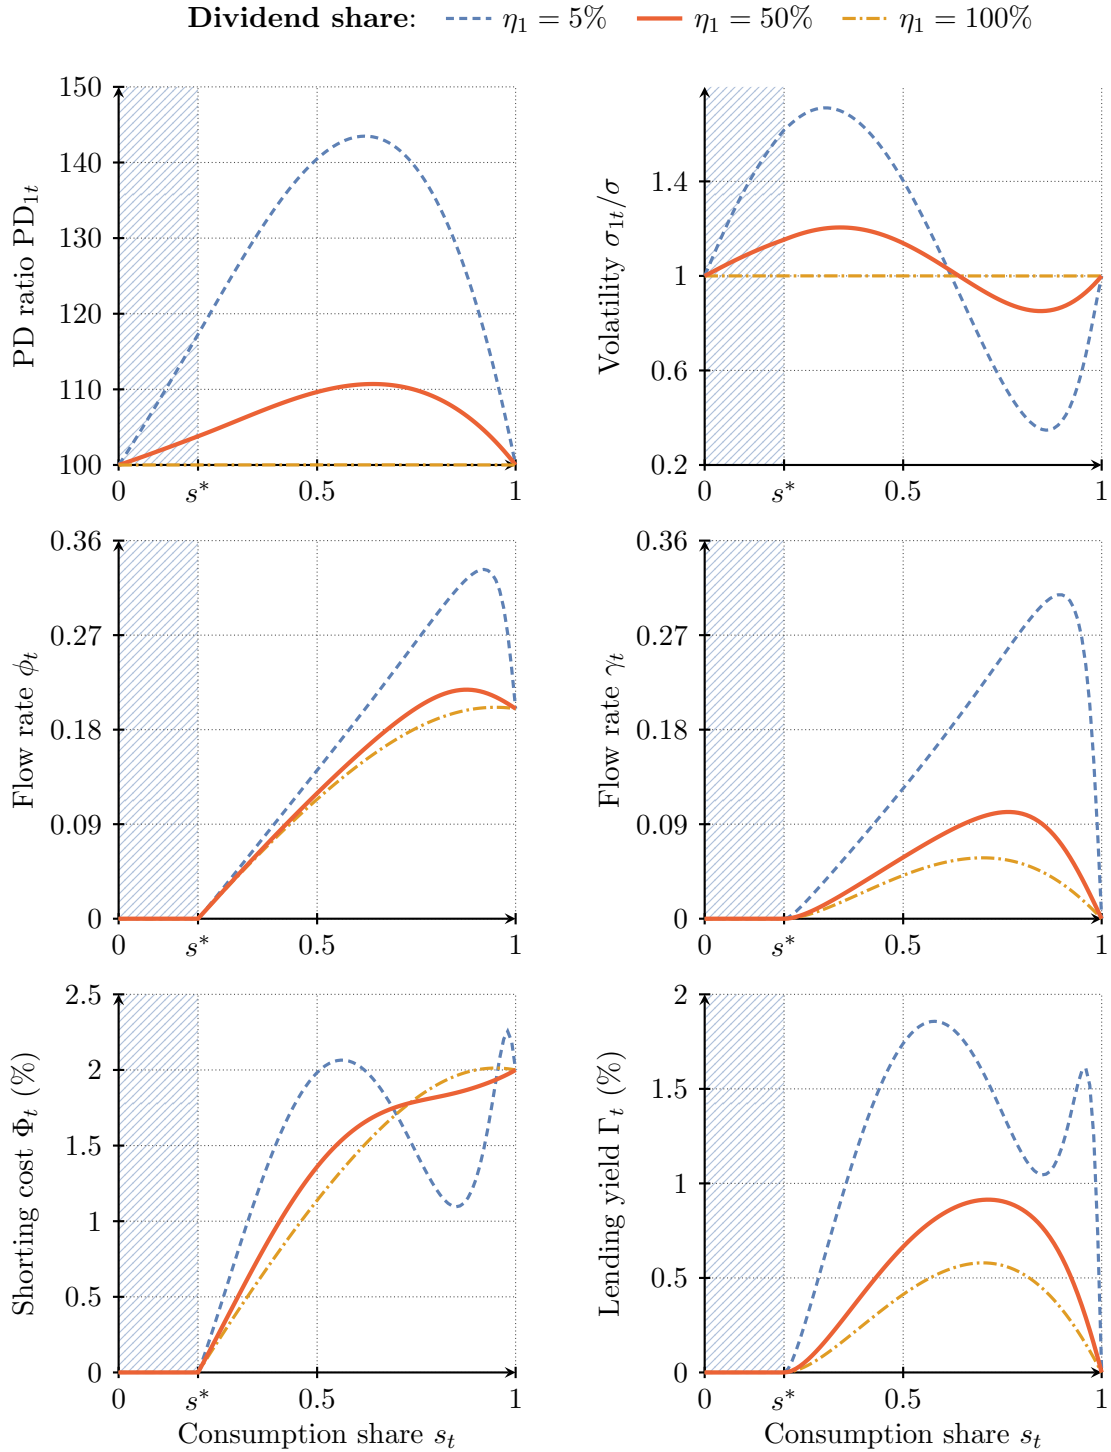 Dividend share: η₁ = 5% η₁ = 50% η₁ = 100%
PD ratio PD₁ₜ
150
140
130
120
110
100
0 s* 0.5 1
Volatility σ₁ₜ/σ
1.4
1
0.6
0.2
0 s* 0.5 1
Flow rate ϕₜ
0.36
0.27
0.18
0.09
0
0 s* 0.5 1
Flow rate γₜ
0.36
0.27
0.18
0.09
0
0 s* 0.5 1
Shorting cost Φₜ (%)
2.5
2
1.5
1
0.5
0
0 s* 0.5 1
Consumption share sₜ
Lending yield Γₜ (%)
2
1.5
1
0.5
0
0 s* 0.5 1
Consumption share sₜ